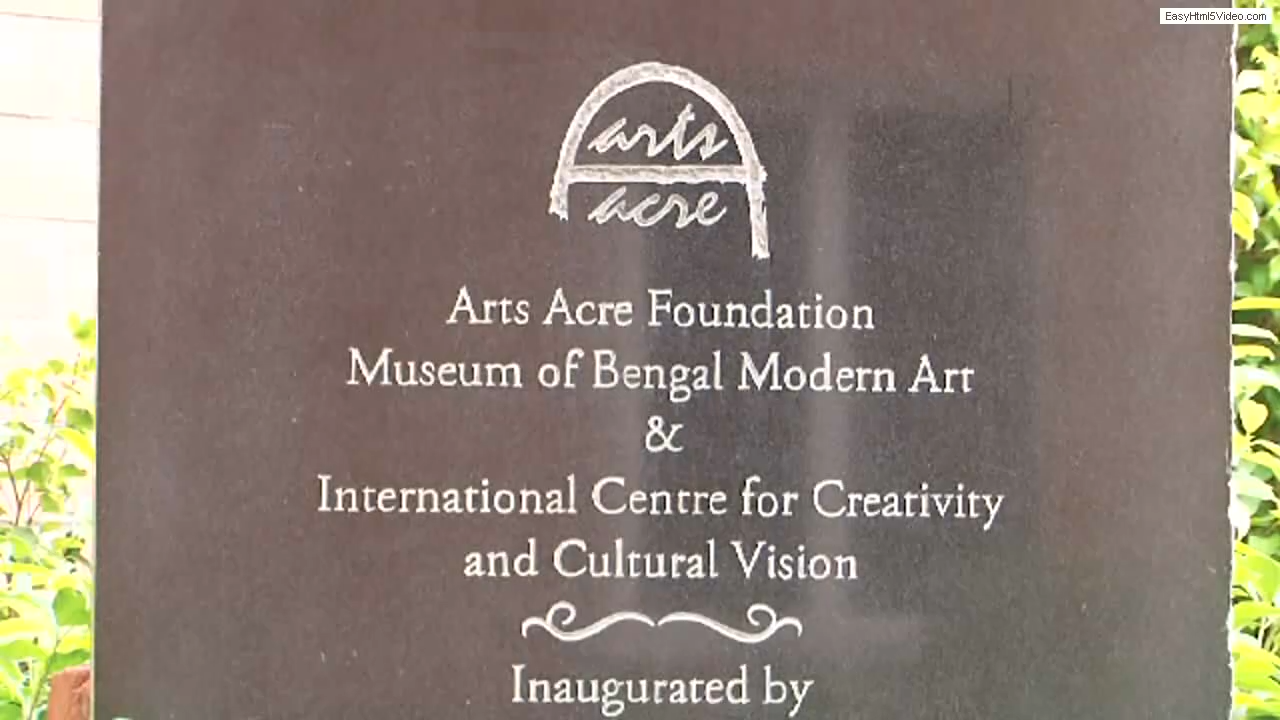 EasyHtml5Video.com
arts
acre
Arts Acre Foundation
Museum of Bengal Modern Art
&
International Centre for Creativity
and Cultural Vision
Inaugurated by